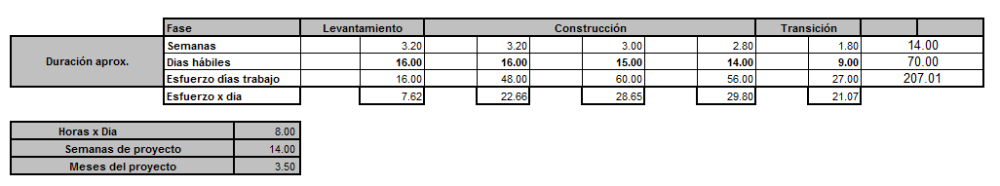 Fase Levantamiento Construcción Transición
Duración aprox.
Semanas 3.20 3.20 3.00 2.80 1.80 14.00
Dias hábiles 16.00 16.00 15.00 14.00 9.00 70.00
Esfuerzo días trabajo 16.00 48.00 60.00 56.00 27.00 207.01
Esfuerzo x dia 7.62 22.66 28.65 29.80 21.07
Horas x Dia 8.00
Semanas de proyecto 14.00
Meses del proyecto 3.50